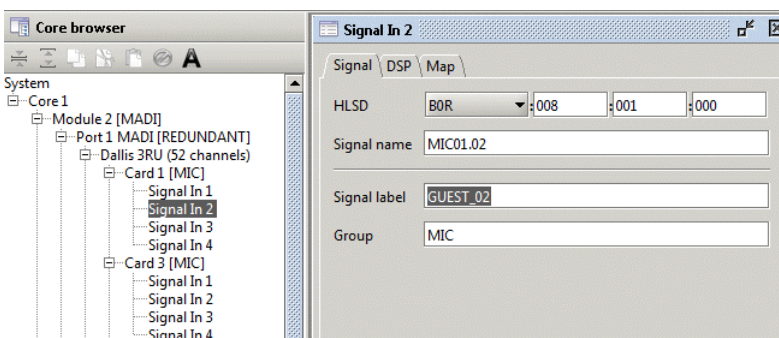 Core browser
A
System
Core 1
Module 2 [MADI]
Port 1 MADI [REDUNDANT]
Dallis 3RU (52 channels)
Card 1 [MIC]
Signal In 1
Signal In 2
Signal In 3
Signal In 4
Card 3 [MIC]
Signal In 1
Signal In 2
Signal In 3
Signal In 4
Signal In 2
Signal DSP Map
HLSD B0R :008 :001 :000
Signal name MIC01.02
Signal label GUEST_02
Group MIC